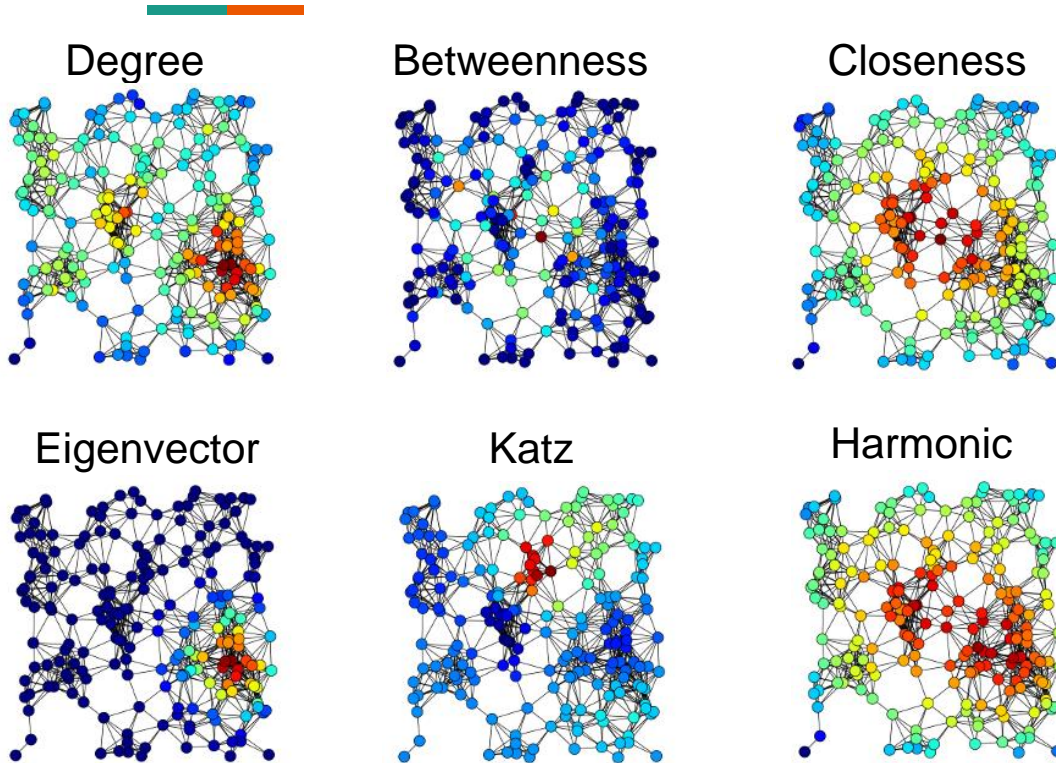 Degree
Betweenness
Closeness
Eigenvector
Katz
Harmonic